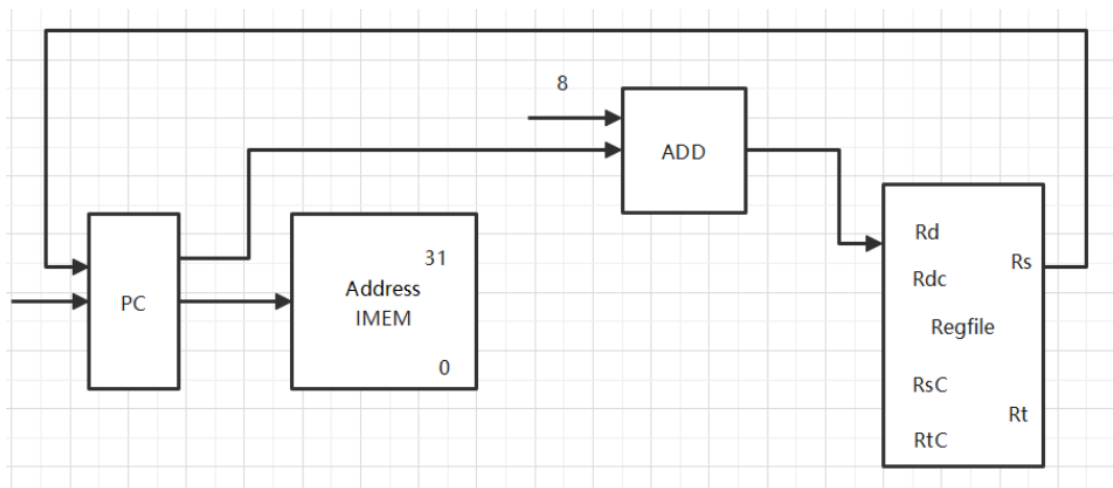 8
ADD
PC
31
Address
IMEM
0
Rd
Rs
Rdc
Regfile
RsC
Rt
RtC